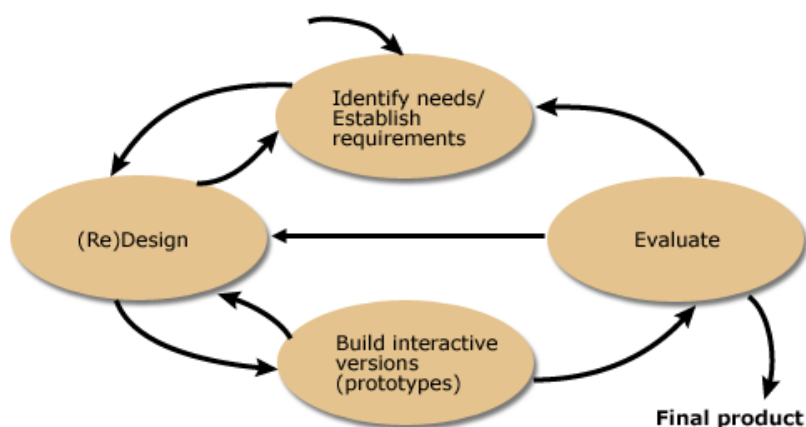 Identify needs/
Establish
requirements
(Re)Design
Evaluate
Build interactive
versions
(prototypes)
Final product